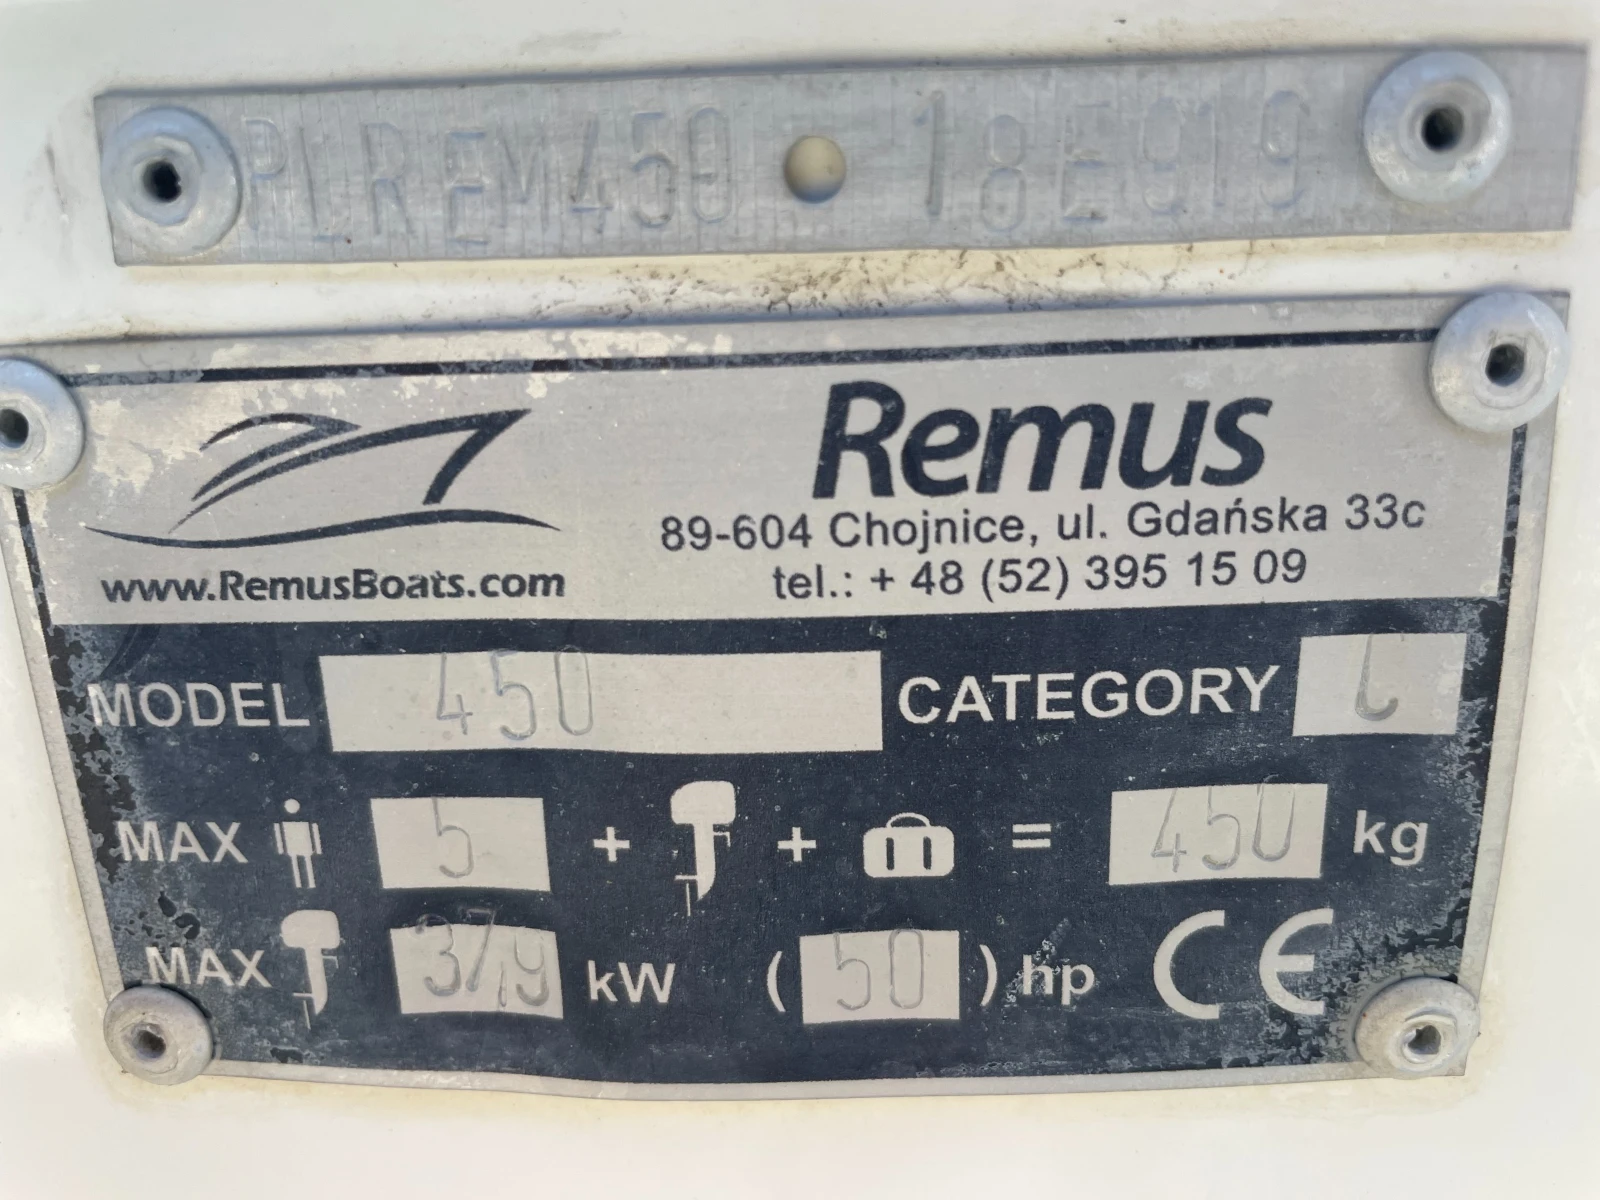 PLREM450 18E919
Remus
89-604 Chojnice, ul. Gdańska 33c
www.RemusBoats.com
tel.: + 48 (52) 395 15 09
MODEL 450 CATEGORY C
MAX 5 + + = 450 kg
MAX 37,9 kW (50) hp CE